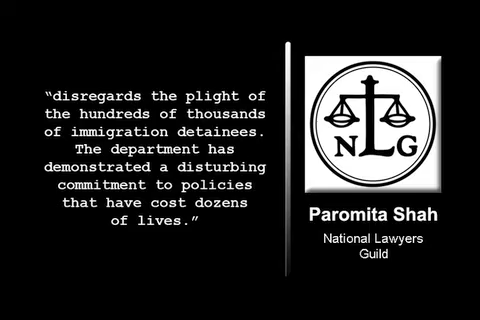 “disregards the plight of
the hundreds of thousands
of immigration detainees.
The department has
demonstrated a disturbing
commitment to policies
that have cost dozens
of lives.”
NLG
Paromita Shah
National Lawyers
Guild